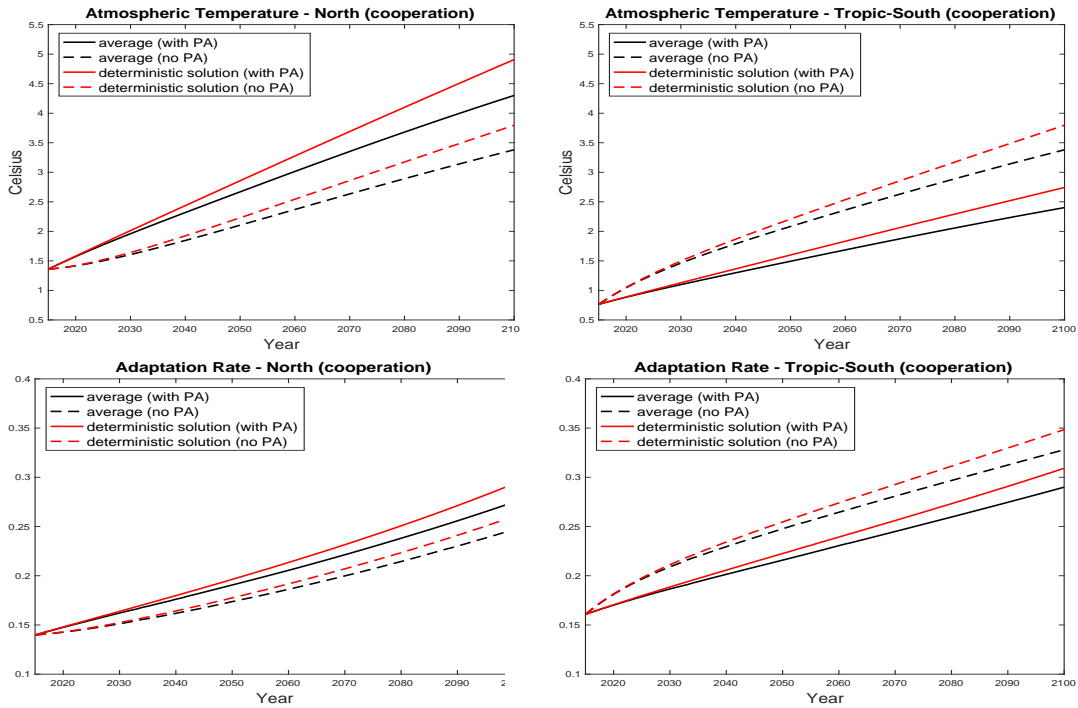 Atmospheric Temperature - North (cooperation)
5.5
5
4.5
4
3.5
3
2.5
2
1.5
1
0.5
Celsius
average (with PA)
average (no PA)
deterministic solution (with PA)
deterministic solution (no PA)
2020 2030 2040 2050 2060 2070 2080 2090 210
Year
Atmospheric Temperature - Tropic-South (cooperation)
5.5
5
4.5
4
3.5
3
2.5
2
1.5
1
0.5
Celsius
average (with PA)
average (no PA)
deterministic solution (with PA)
deterministic solution (no PA)
2020 2030 2040 2050 2060 2070 2080 2090 2100
Year
Adaptation Rate - North (cooperation)
0.4
0.35
0.3
0.25
0.2
0.15
0.1
average (with PA)
average (no PA)
deterministic solution (with PA)
deterministic solution (no PA)
2020 2030 2040 2050 2060 2070 2080 2090 2
Year
Adaptation Rate - Tropic-South (cooperation)
0.4
0.35
0.3
0.25
0.2
0.15
0.1
average (with PA)
average (no PA)
deterministic solution (with PA)
deterministic solution (no PA)
2020 2030 2040 2050 2060 2070 2080 2090 2100
Year